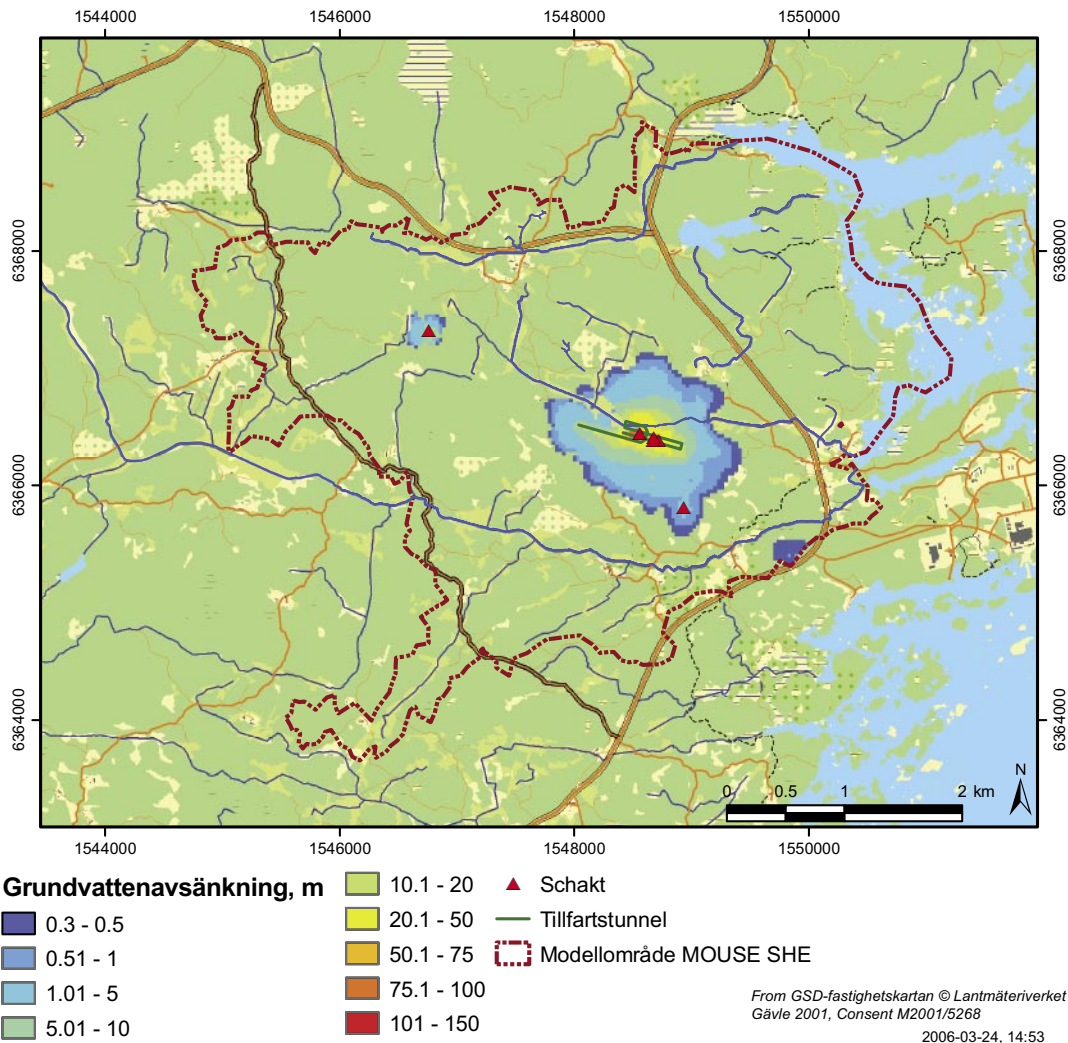 1544000 1546000 1548000 1550000
6368000 6368000
6366000 6366000
6364000 6364000
N
0 0.5 1 2 km
1544000 1546000 1548000 1550000
Grundvattenavsänkning, m
0.3 - 0.5
0.51 - 1
1.01 - 5
5.01 - 10
10.1 - 20
20.1 - 50
50.1 - 75
75.1 - 100
101 - 150
Schakt
Tillfartstunnel
Modellområde MOUSE SHE
From GSD-fastighetskartan © Lantmäteriverket
Gävle 2001, Consent M2001/5268
2006-03-24, 14:53